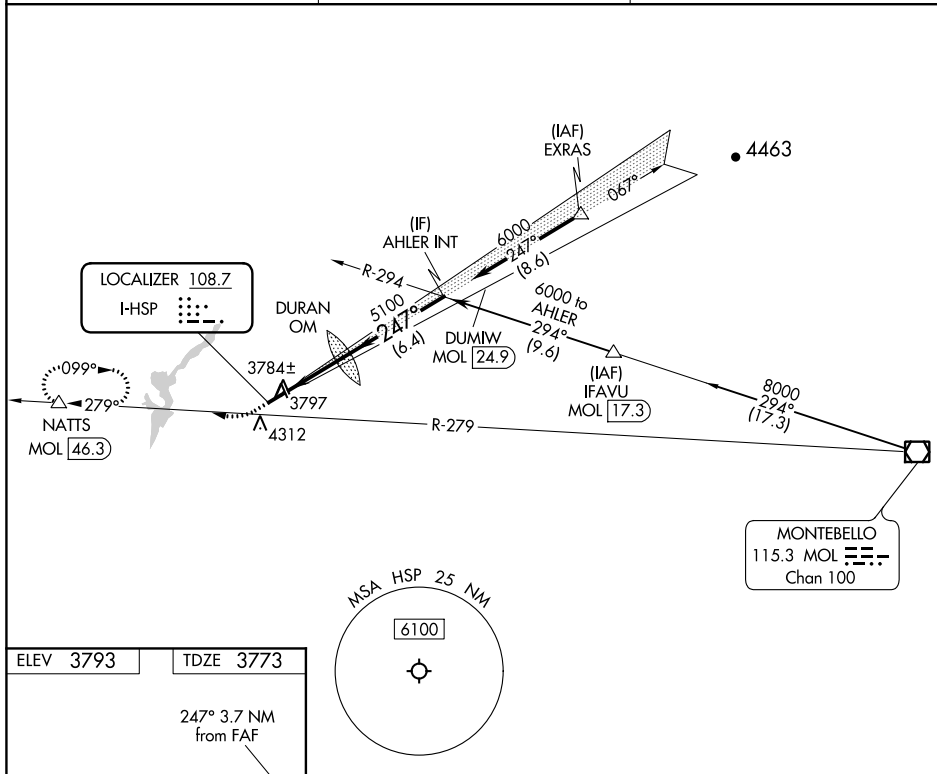 4463
(IAF)
EXRAS
067°
(IF)
AHLER INT
6000
247°
(8.6)
R-294
LOCALIZER 108.7
I-HSP
5100
247°
(6.4)
DURAN
OM
DUMIW
MOL 24.9
6000 to
AHLER
294°
(9.6)
(IAF)
IFAVU
MOL 17.3
8000
294°
(17.3)
099°
279°
NATTS
MOL 46.3
3784±
3797
4312
R-279
MONTEBELLO
115.3 MOL
Chan 100
MSA HSP 25 NM
6100
ELEV 3793
TDZE 3773
247° 3.7 NM
from FAF